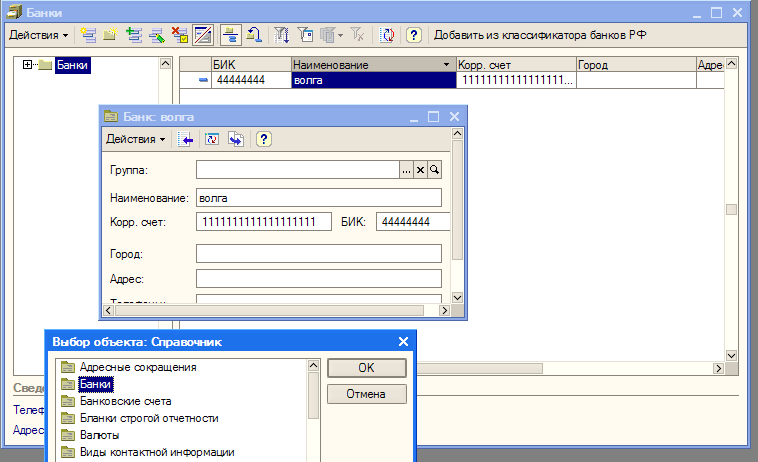 Банки
Действия
Добавить из классификатора банков РФ
Банки
БИК Наименование Корр. счет Город Адрес
44444444 волга 11111111111111111...
Банк: волга
Действия
Группа:
Наименование: волга
Корр. счет: 11111111111111111111 БИК: 44444444
Город:
Адрес:
Выбор объекта: Справочник
Адресные сокращения
Банки
Банковские счета
Бланки строгой отчетности
Валюты
Виды контактной информации
OK
Отмена
Сведе
Телеф
Адрес